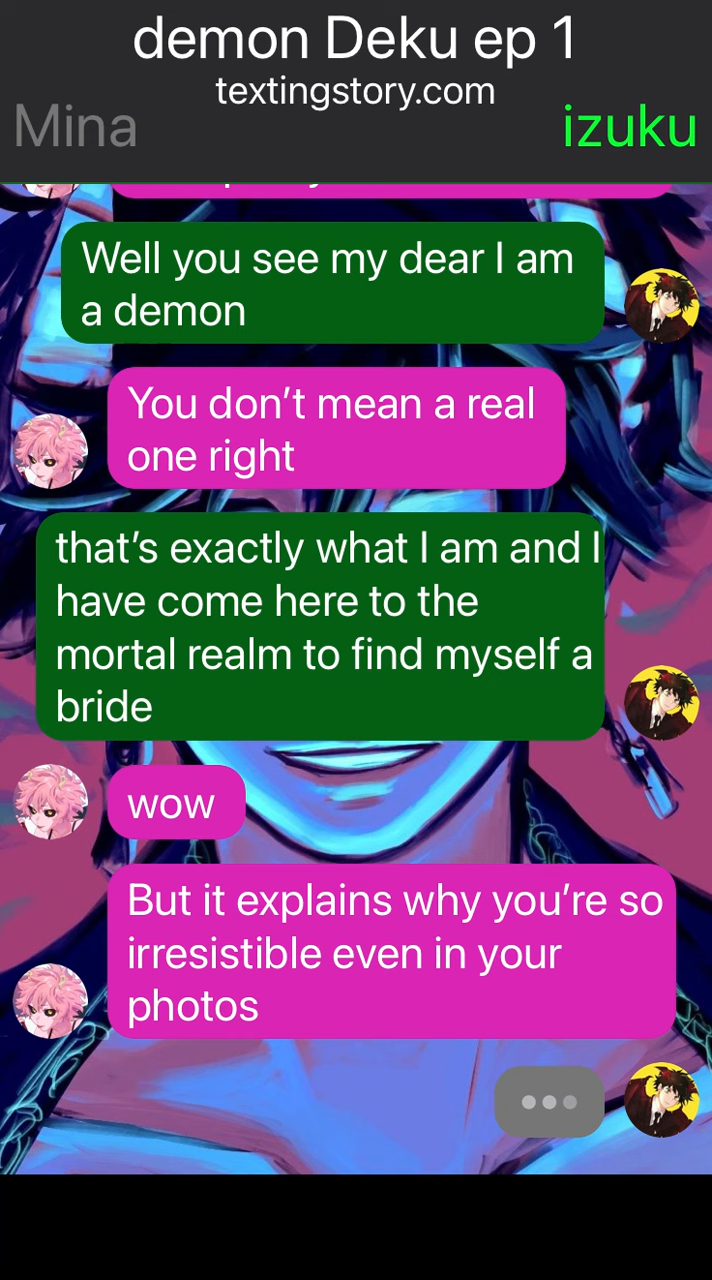 demon Deku ep 1
textingstory.com
Mina
izuku
Well you see my dear I am
a demon
You don’t mean a real
one right
that’s exactly what I am and I
have come here to the
mortal realm to find myself a
bride
wow
But it explains why you’re so
irresistible even in your
photos